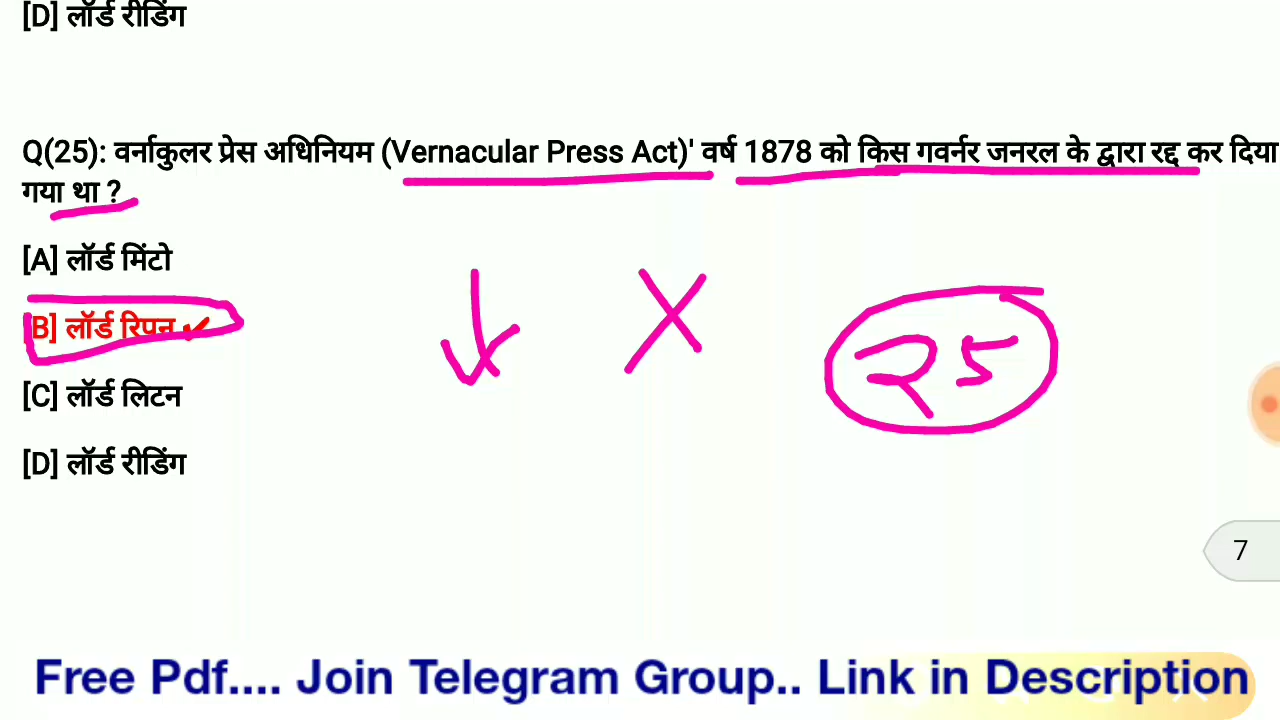 [D] लॉर्ड रीडिंग
Q(25): वर्नाकुलर प्रेस अधिनियम (Vernacular Press Act)' वर्ष 1878 को किस गवर्नर जनरल के द्वारा रद्द कर दिया
गया था ?
[A] लॉर्ड मिंटो
[B] लॉर्ड रिपन ✔
25
[C] लॉर्ड लिटन
[D] लॉर्ड रीडिंग
7
Free Pdf.... Join Telegram Group.. Link in Description